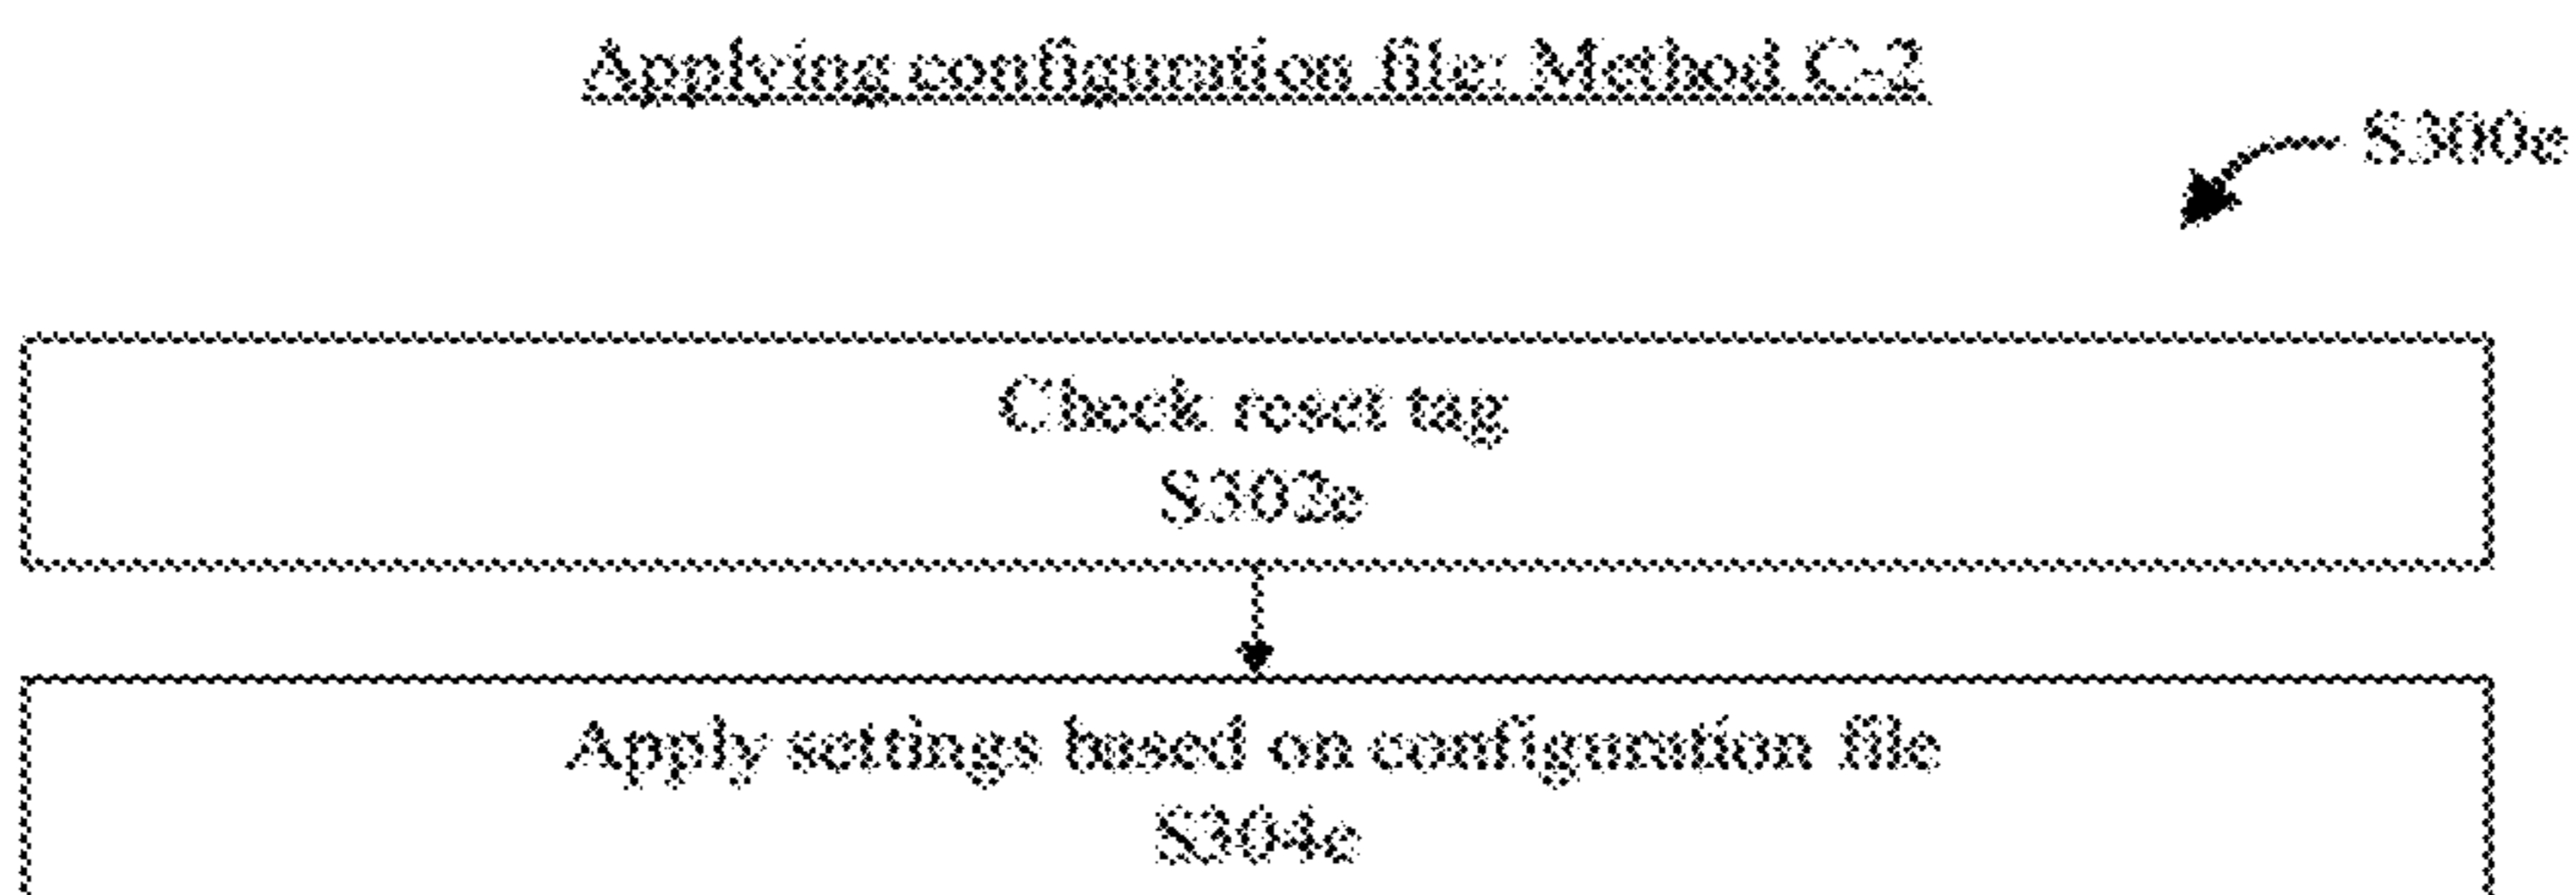 Applying configuration file: Method C-2
S300e
Check reset tag
S302e
Apply settings based on configuration file
S304e